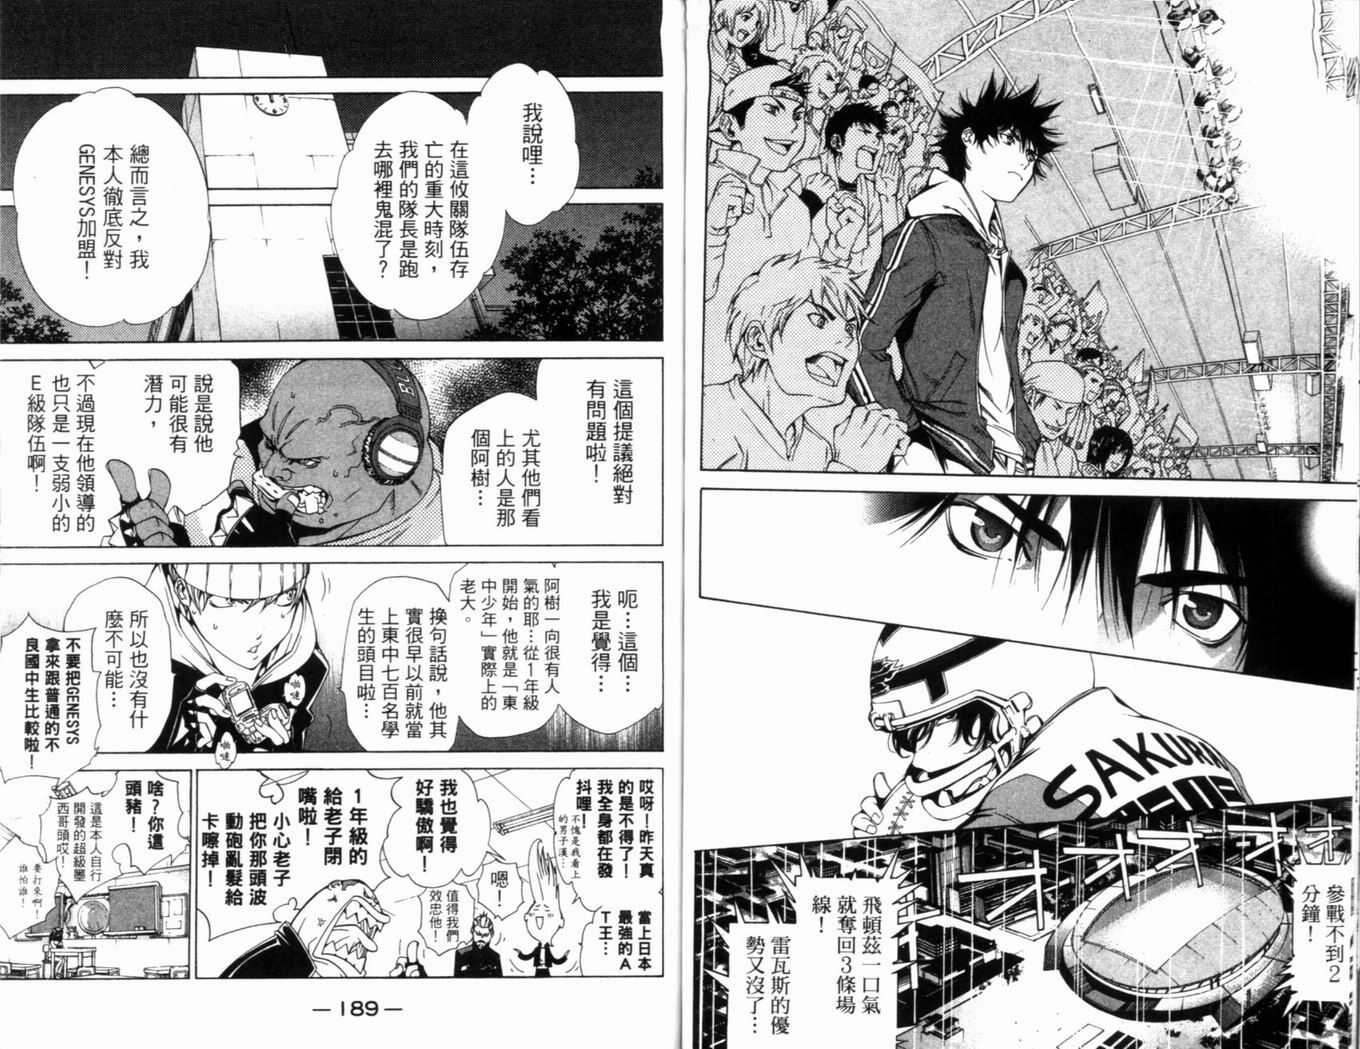 SAKURA
參戰不到２
分鐘！
飛頓茲一口氣
就奪回３條場
線！
雷瓦斯的優
勢又沒了…
我說哩…
在這攸關隊伍存
亡的重大時刻，
我們的隊長是跑
去哪裡鬼混了？
總而言之，我
本人徹底反對
GENESYS加盟！
這個提議絕對
有問題啦！
尤其他們看
上的人是那
個阿樹…
說是說他
可能很有
潛力，
不過現在他領導的
也只是一支弱小的
Ｅ級隊伍啊！
呃…這個…
我是覺得…
阿樹一向很有人
氣的耶…從1年級
開始，他就是「東
中少年」實際上的
老大。
換句話說，他其
實很早以前就當
上東中七百名學
生的頭目啦…
啪噠
啪噠
所以也沒有什
麼不可能…
不要把GENESYS
拿來跟普通的不
良國中生比較啦！
哎呀！昨天真
的是不得了！
我全身都在發
抖哩！
不愧是我看上
的男子漢…
當上日本
最強的Ａ
Ｔ王…
嗯！
我也覺得
好驕傲啊！
值得我們
效忠他！
１年級的
給老子閉
嘴啦！
小心老子
把你那頭波
動砲亂髮給
卡嚓掉
啥？你這
頭豬！
這是本人自行
開發的超級墨
西哥頭哎！
要打來啊！
誰怕誰！
—189—